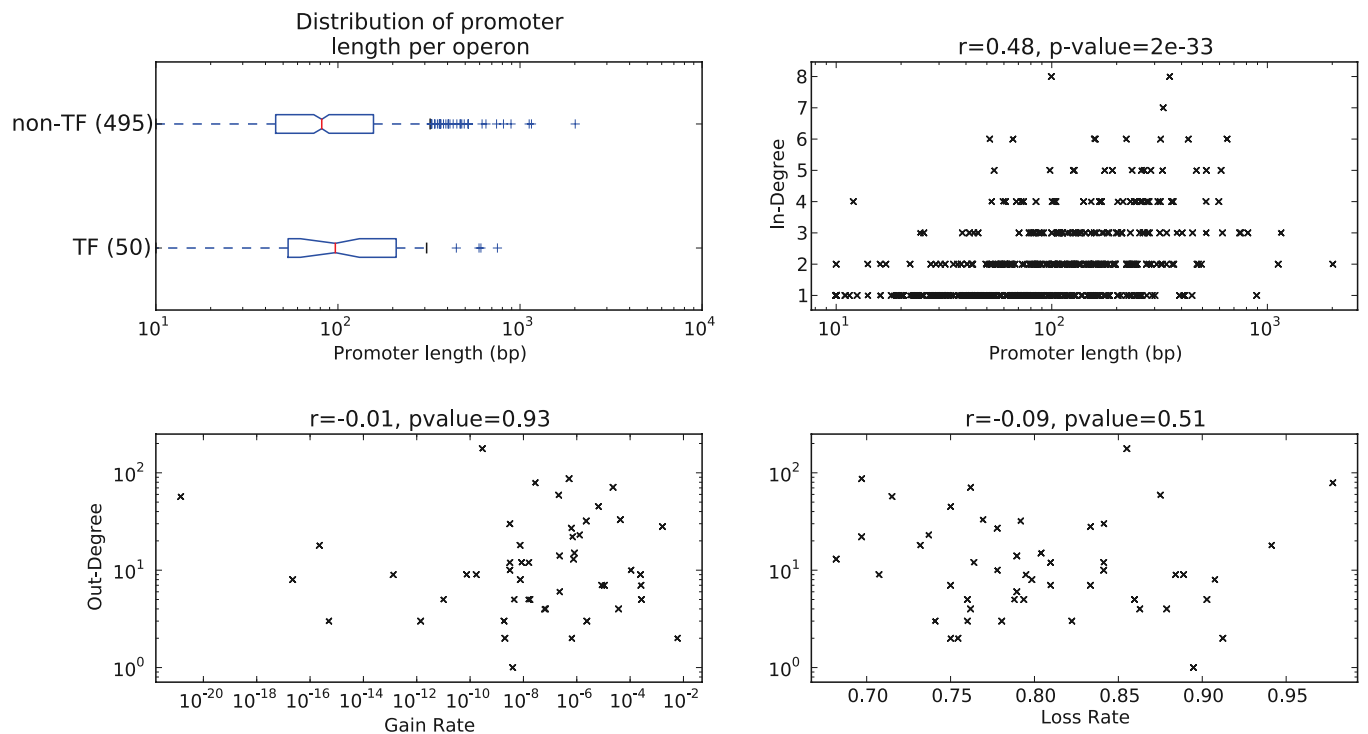 Distribution of promoter
length per operon
non-TF (495)
TF (50)
10^1 10^2 10^3 10^4
Promoter length (bp)
r=0.48, p-value=2e-33
In-Degree
8
7
6
5
4
3
2
1
10^1 10^2 10^3
Promoter length (bp)
r=-0.01, pvalue=0.93
Out-Degree
10^2
10^1
10^0
10^-20 10^-18 10^-16 10^-14 10^-12 10^-10 10^-8 10^-6 10^-4 10^-2
Gain Rate
r=-0.09, pvalue=0.51
10^2
10^1
10^0
0.70 0.75 0.80 0.85 0.90 0.95
Loss Rate